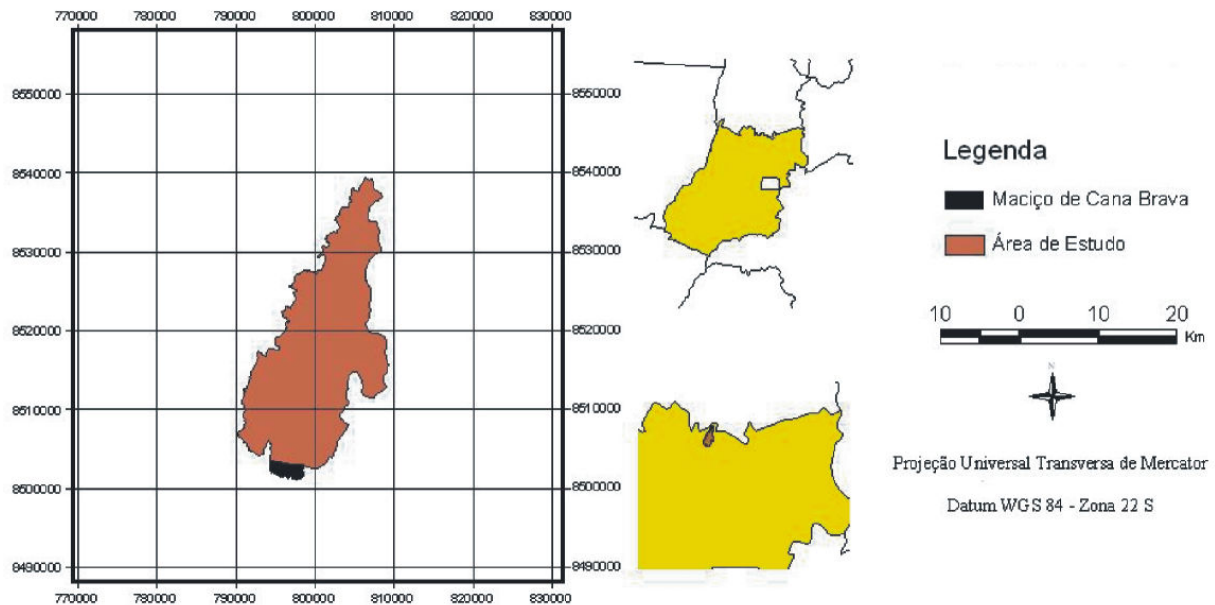 770000 780000 790000 800000 810000 820000 830000
8550000 8550000
8540000 8540000
8530000 8530000
8520000 8520000
8510000 8510000
8500000 8500000
8490000 8490000
770000 780000 790000 800000 810000 820000 830000
Legenda
Maciço de Cana Brava
Área de Estudo
10 0 10 20
Km
N
Projeção Universal Transversa de Mercator
Datum WGS 84 - Zona 22 S